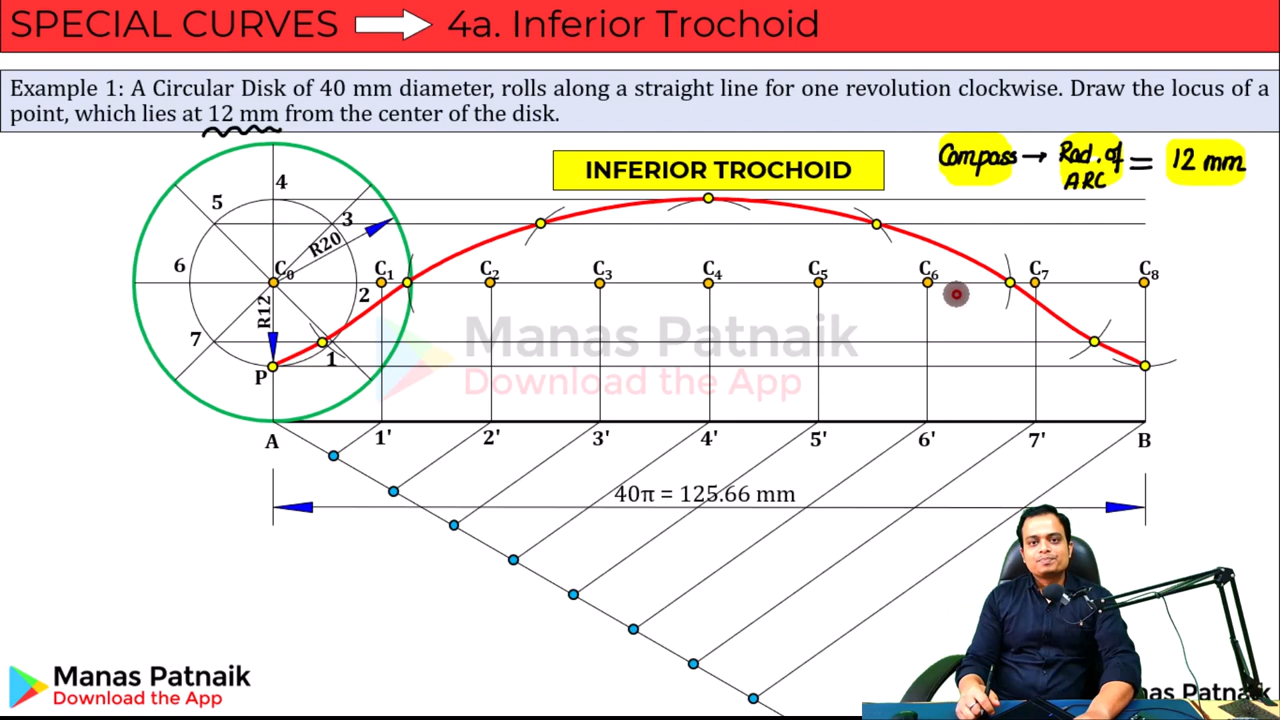 SPECIAL CURVES 4a. Inferior Trochoid
Example 1: A Circular Disk of 40 mm diameter, rolls along a straight line for one revolution clockwise. Draw the locus of a
point, which lies at 12 mm from the center of the disk.
Compass → Rad. of ARC = 12 mm
INFERIOR TROCHOID
4
5
3
R20
6
C₀
C₁
C₂
C₃
C₄
C₅
C₆
C₇
C₈
2
R12
7
1
P
Manas Patnaik
Download the App
A 1' 2' 3' 4' 5' 6' 7' B
40π = 125.66 mm
Manas Patnaik
Download the App
nas Patnaik